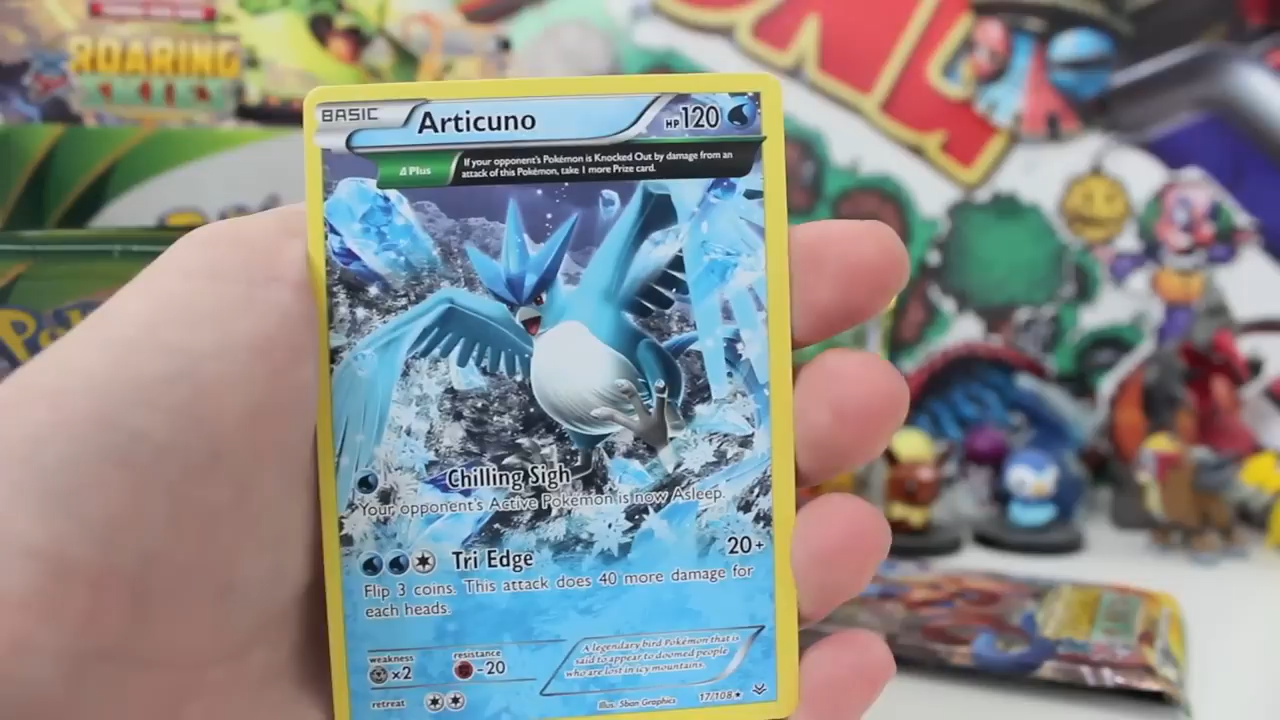 ROARING
BASIC
Articuno
HP120
Δ Plus
If your opponent's Pokémon is Knocked Out by damage from an
attack of this Pokémon, take 1 more Prize card.
Chilling Sigh
Your opponent's Active Pokémon is now Asleep.
Tri Edge 20+
Flip 3 coins. This attack does 40 more damage for
each heads.
weakness
×2
resistance
-20
retreat
A legendary bird Pokémon that is
said to appear to doomed people
who are lost in icy mountains.
Illus. 5ban Graphics
17/108